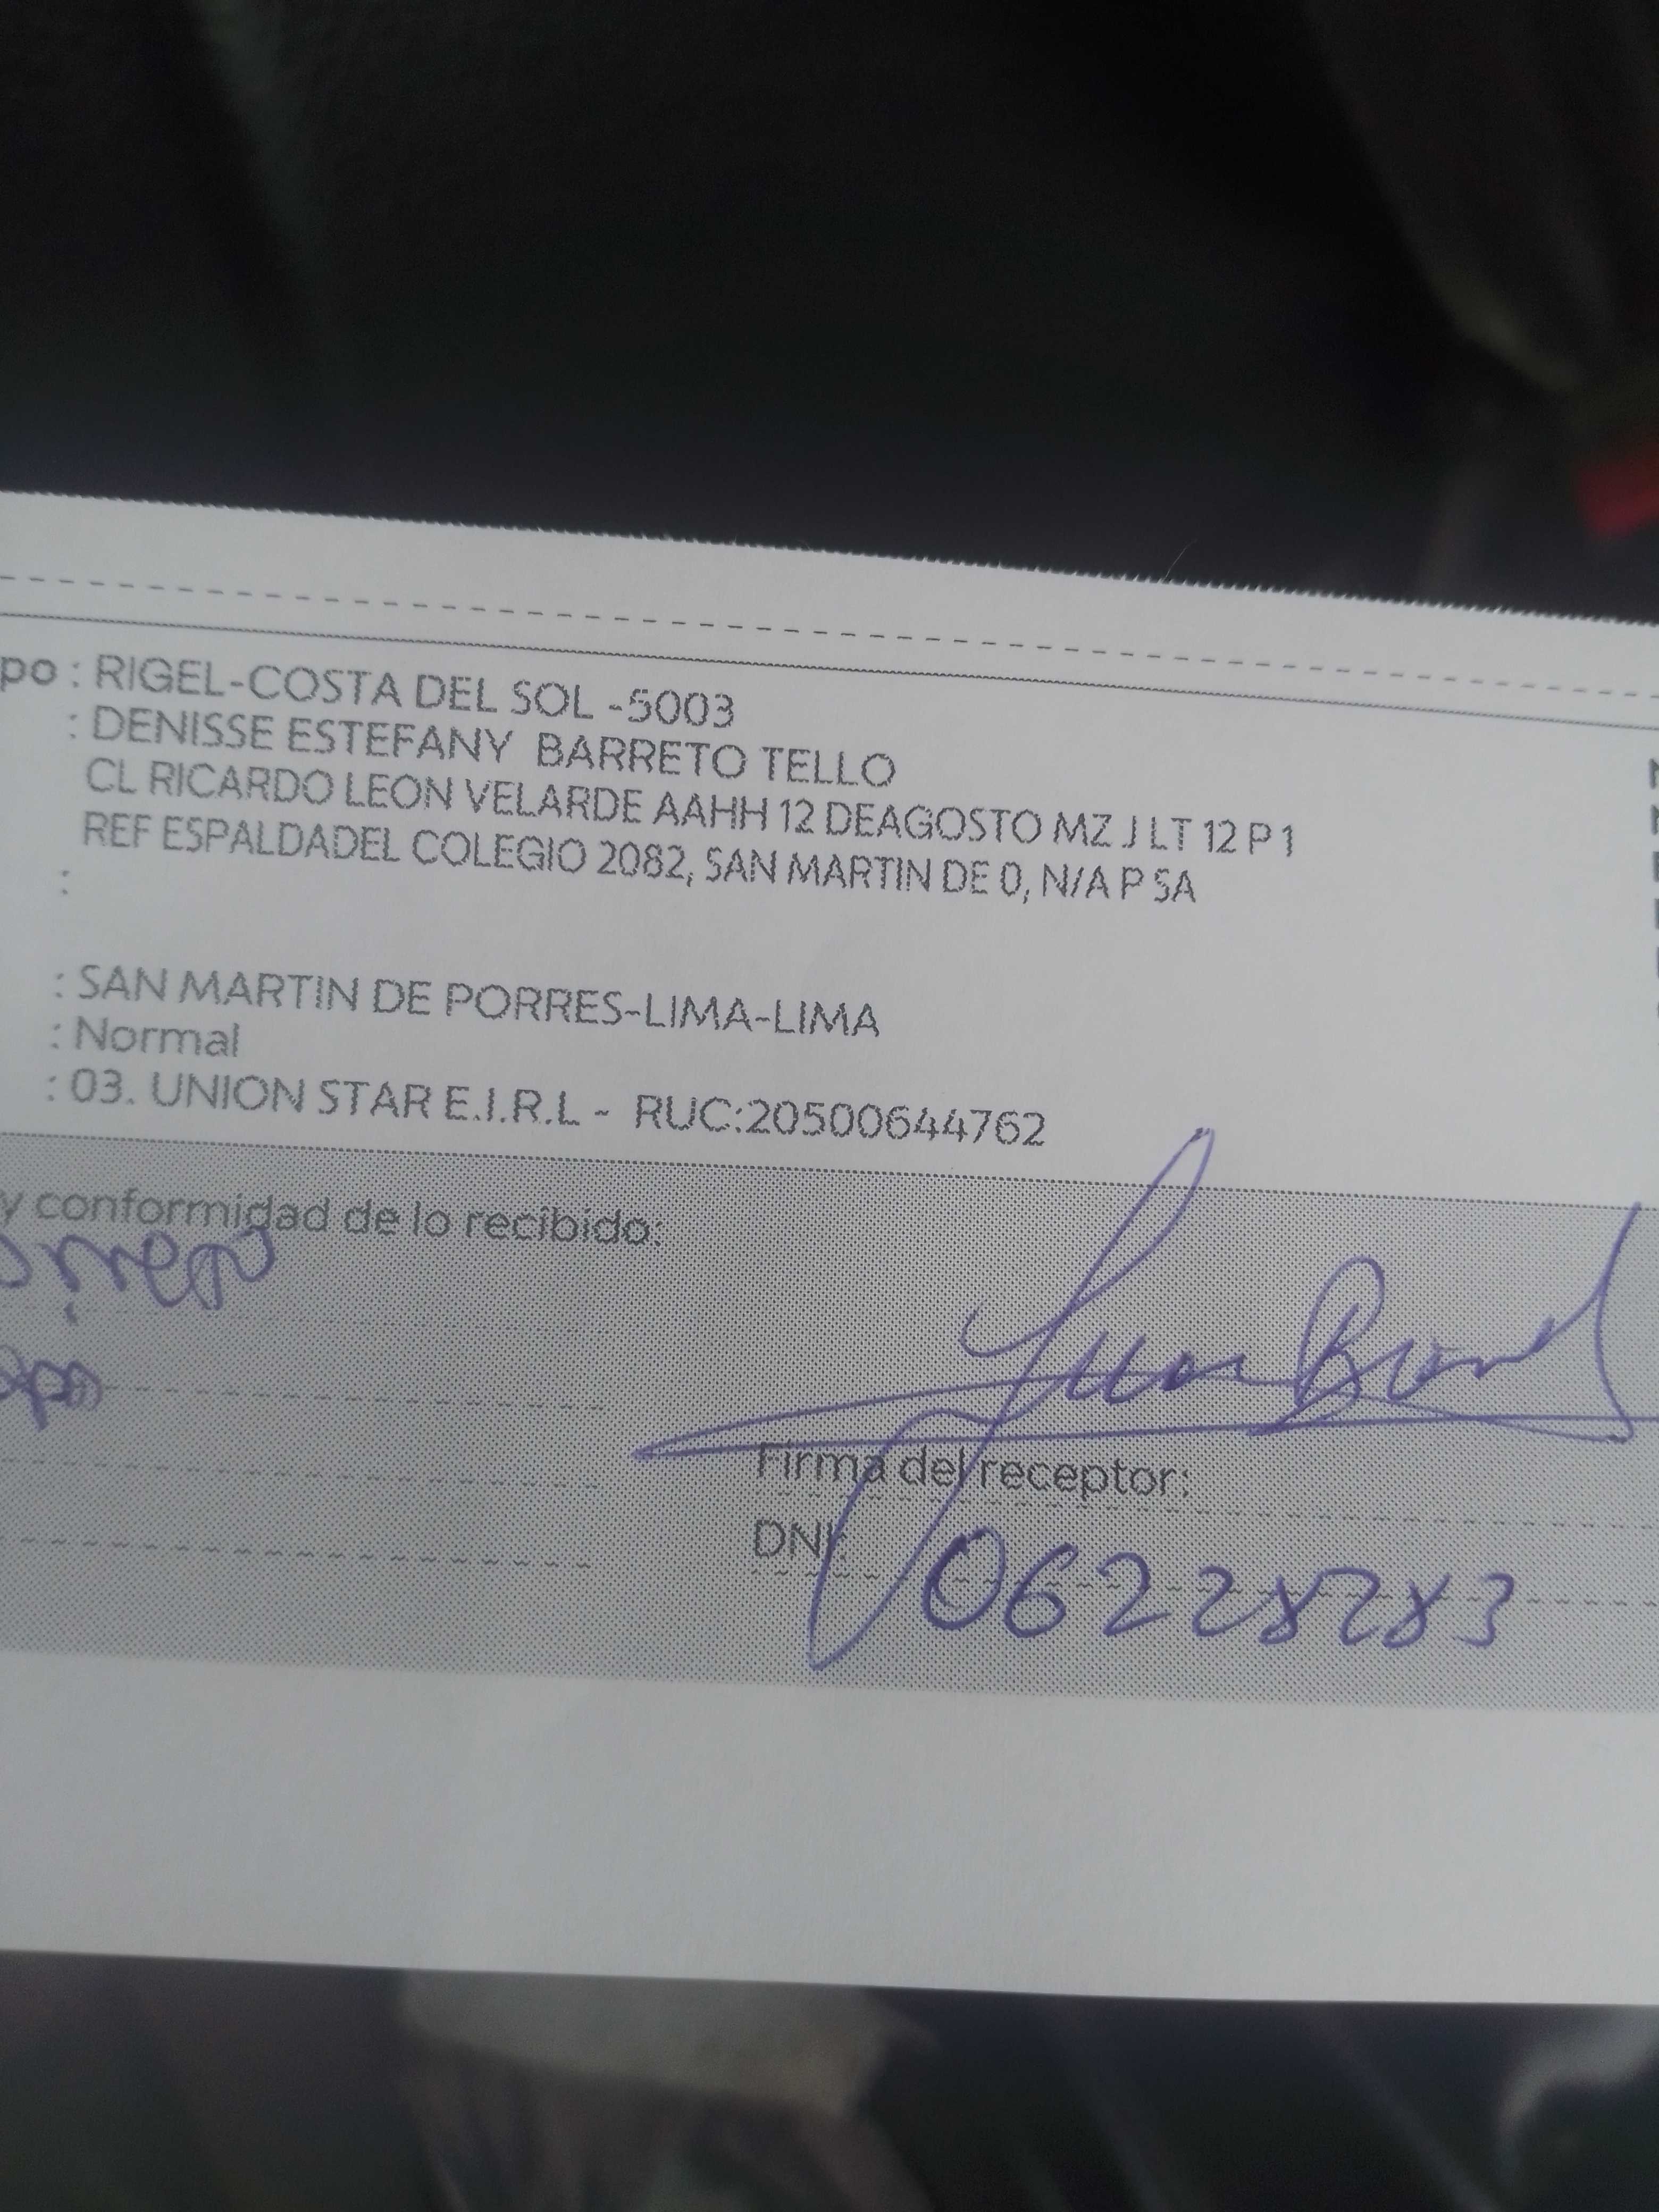 po : RIGEL-COSTA DEL SOL -5003
: DENISSE ESTEFANY BARRETO TELLO
CL RICARDO LEON VELARDE AAHH 12 DEAGOSTO MZ J LT 12 P 1
REF ESPALDADEL COLEGIO 2082, SAN MARTIN DE 0, N/A P SA
:
: SAN MARTIN DE PORRES-LIMA-LIMA
: Normal
: 03. UNION STAR E.I.R.L - RUC:20500644762
y conformidad de lo recibido:
Firma del receptor:
DNI: 06228283